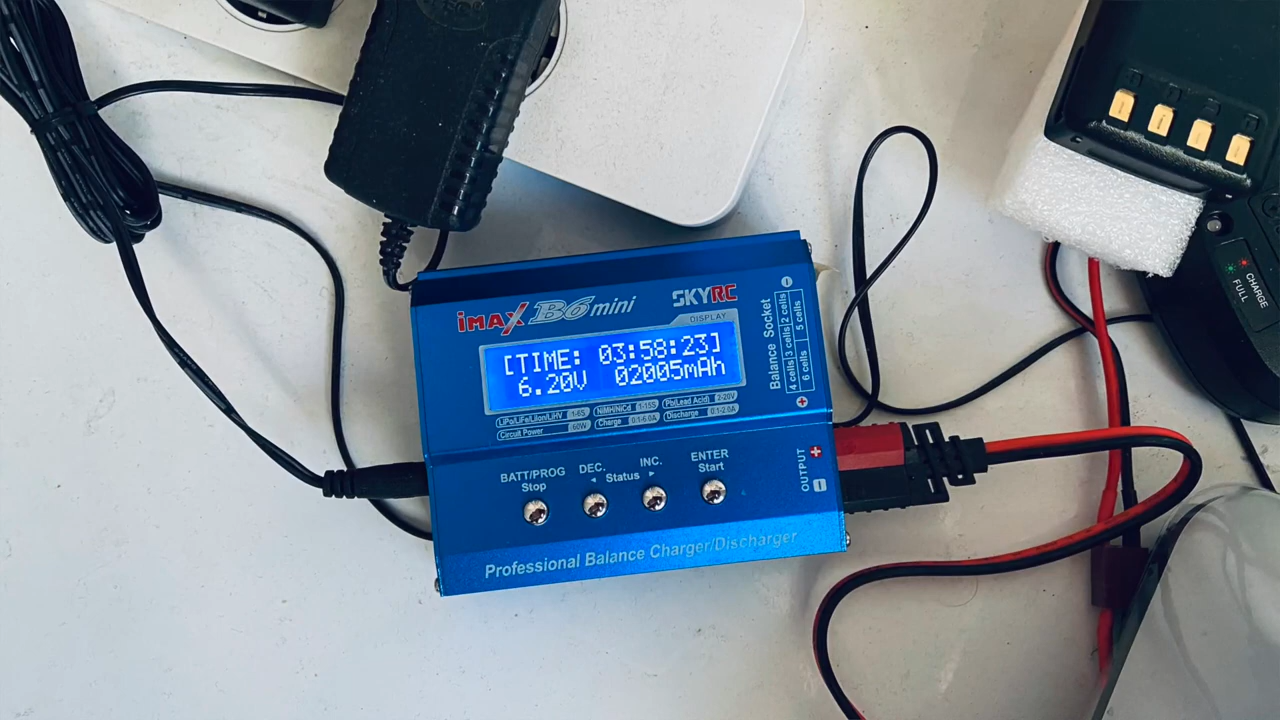 iMAX B6 mini
SKYRC
DISPLAY
[TIME: 03:58:23]
6.20V 02005mAh
LiPo/LiFe/LiIon/LiHV 1-6S
NiMH/NiCd 1-15S
Pb(Lead Acid) 2-20V
Circuit Power 60W
Charge 0.1-6.0A
Discharge 0.1-2.0A
Balance Socket
2 cells
3 cells
4 cells
5 cells
6 cells
BATT/PROG
Stop
DEC.
Status
INC.
ENTER
Start
OUTPUT
Professional Balance Charger/Discharger
CHARGE
FULL